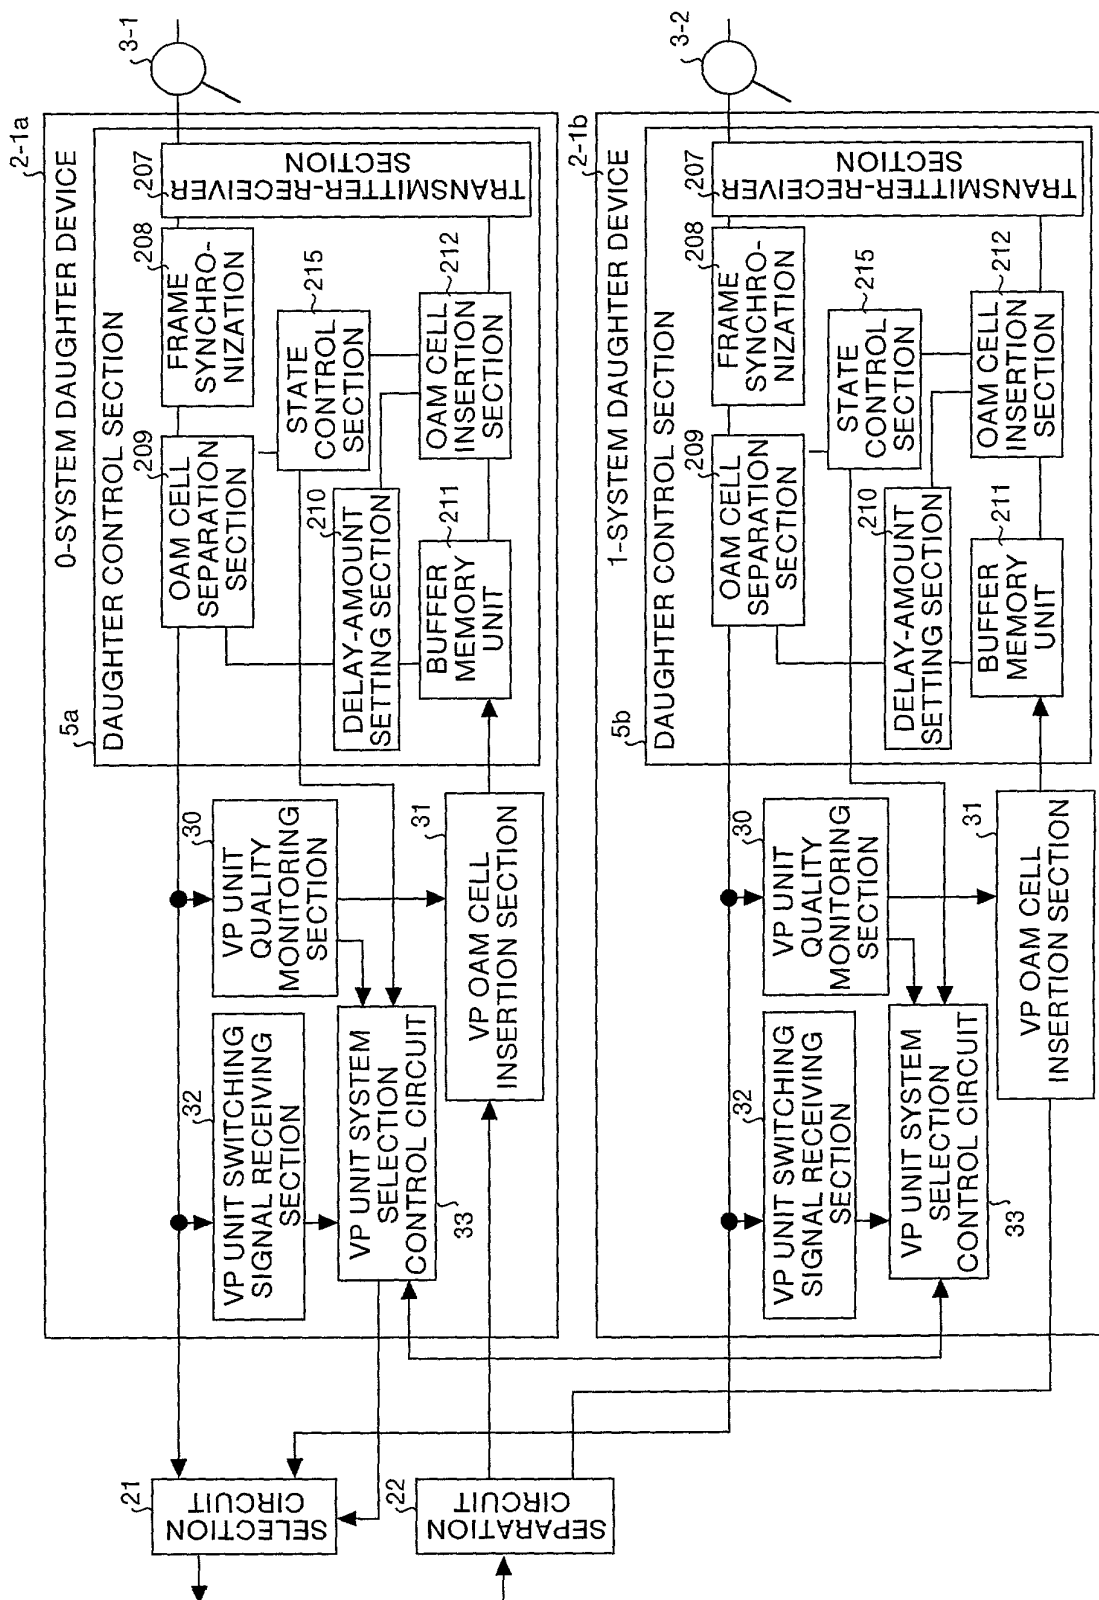 3-1
2-1a
0-SYSTEM DAUGHTER DEVICE
5a
DAUGHTER CONTROL SECTION
207
TRANSMITTER-RECEIVER
SECTION
208
FRAME
SYNCHRO-
NIZATION
209
OAM CELL
SEPARATION
SECTION
215
STATE
CONTROL
SECTION
210
DELAY-AMOUNT
SETTING SECTION
212
OAM CELL
INSERTION
SECTION
211
BUFFER
MEMORY
UNIT
30
VP UNIT
QUALITY
MONITORING
SECTION
31
VP OAM CELL
INSERTION SECTION
32
VP UNIT SWITCHING
SIGNAL RECEIVING
SECTION
VP UNIT SYSTEM
SELECTION
CONTROL CIRCUIT
33
21
SELECTION
CIRCUIT
22
SEPARATION
CIRCUIT
3-2
2-1b
1-SYSTEM DAUGHTER DEVICE
5b
DAUGHTER CONTROL SECTION
207
TRANSMITTER-RECEIVER
SECTION
208
FRAME
SYNCHRO-
NIZATION
209
OAM CELL
SEPARATION
SECTION
215
STATE
CONTROL
SECTION
210
DELAY-AMOUNT
SETTING SECTION
212
OAM CELL
INSERTION
SECTION
211
BUFFER
MEMORY
UNIT
30
VP UNIT
QUALITY
MONITORING
SECTION
31
VP OAM CELL
INSERTION SECTION
32
VP UNIT SWITCHING
SIGNAL RECEIVING
SECTION
VP UNIT SYSTEM
SELECTION
CONTROL CIRCUIT
33